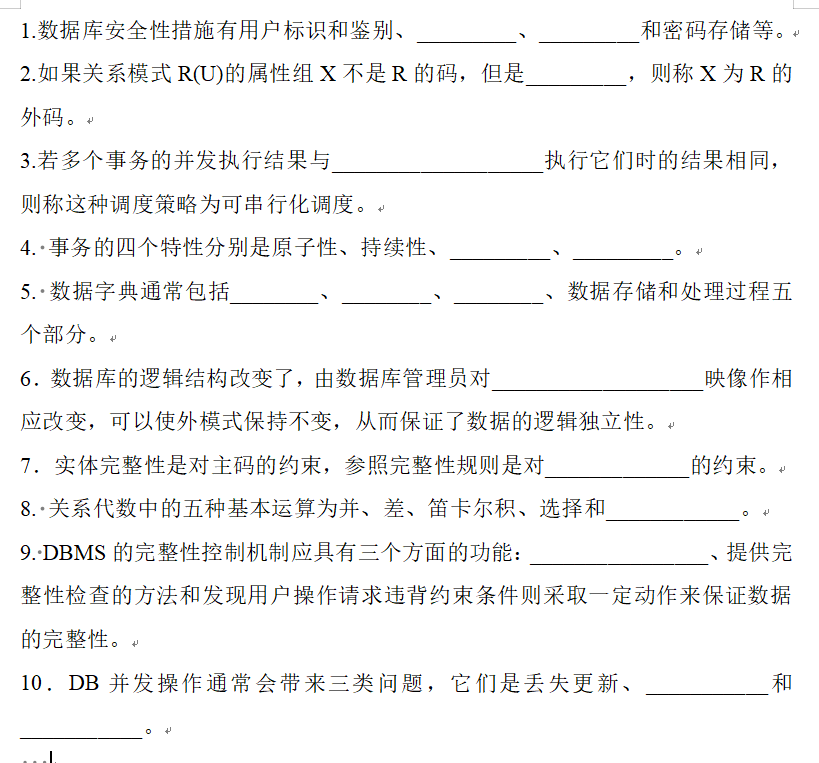 1.数据库安全性措施有用户标识和鉴别、_________、_________和密码存储等。
2.如果关系模式 R(U)的属性组 X 不是 R 的码，但是_________，则称 X 为 R 的
外码。
3.若多个事务的并发执行结果与___________________执行它们时的结果相同，
则称这种调度策略为可串行化调度。
4. 事务的四个特性分别是原子性、持续性、_________、_________。
5. 数据字典通常包括________、________、________、数据存储和处理过程五
个部分。
6．数据库的逻辑结构改变了，由数据库管理员对___________________映像作相
应改变，可以使外模式保持不变，从而保证了数据的逻辑独立性。
7．实体完整性是对主码的约束，参照完整性规则是对_____________的约束。
8. 关系代数中的五种基本运算为并、差、笛卡尔积、选择和____________。
9. DBMS 的完整性控制机制应具有三个方面的功能：________________、提供完
整性检查的方法和发现用户操作请求违背约束条件则采取一定动作来保证数据
的完整性。
10．DB 并发操作通常会带来三类问题，它们是丢失更新、___________和
___________。